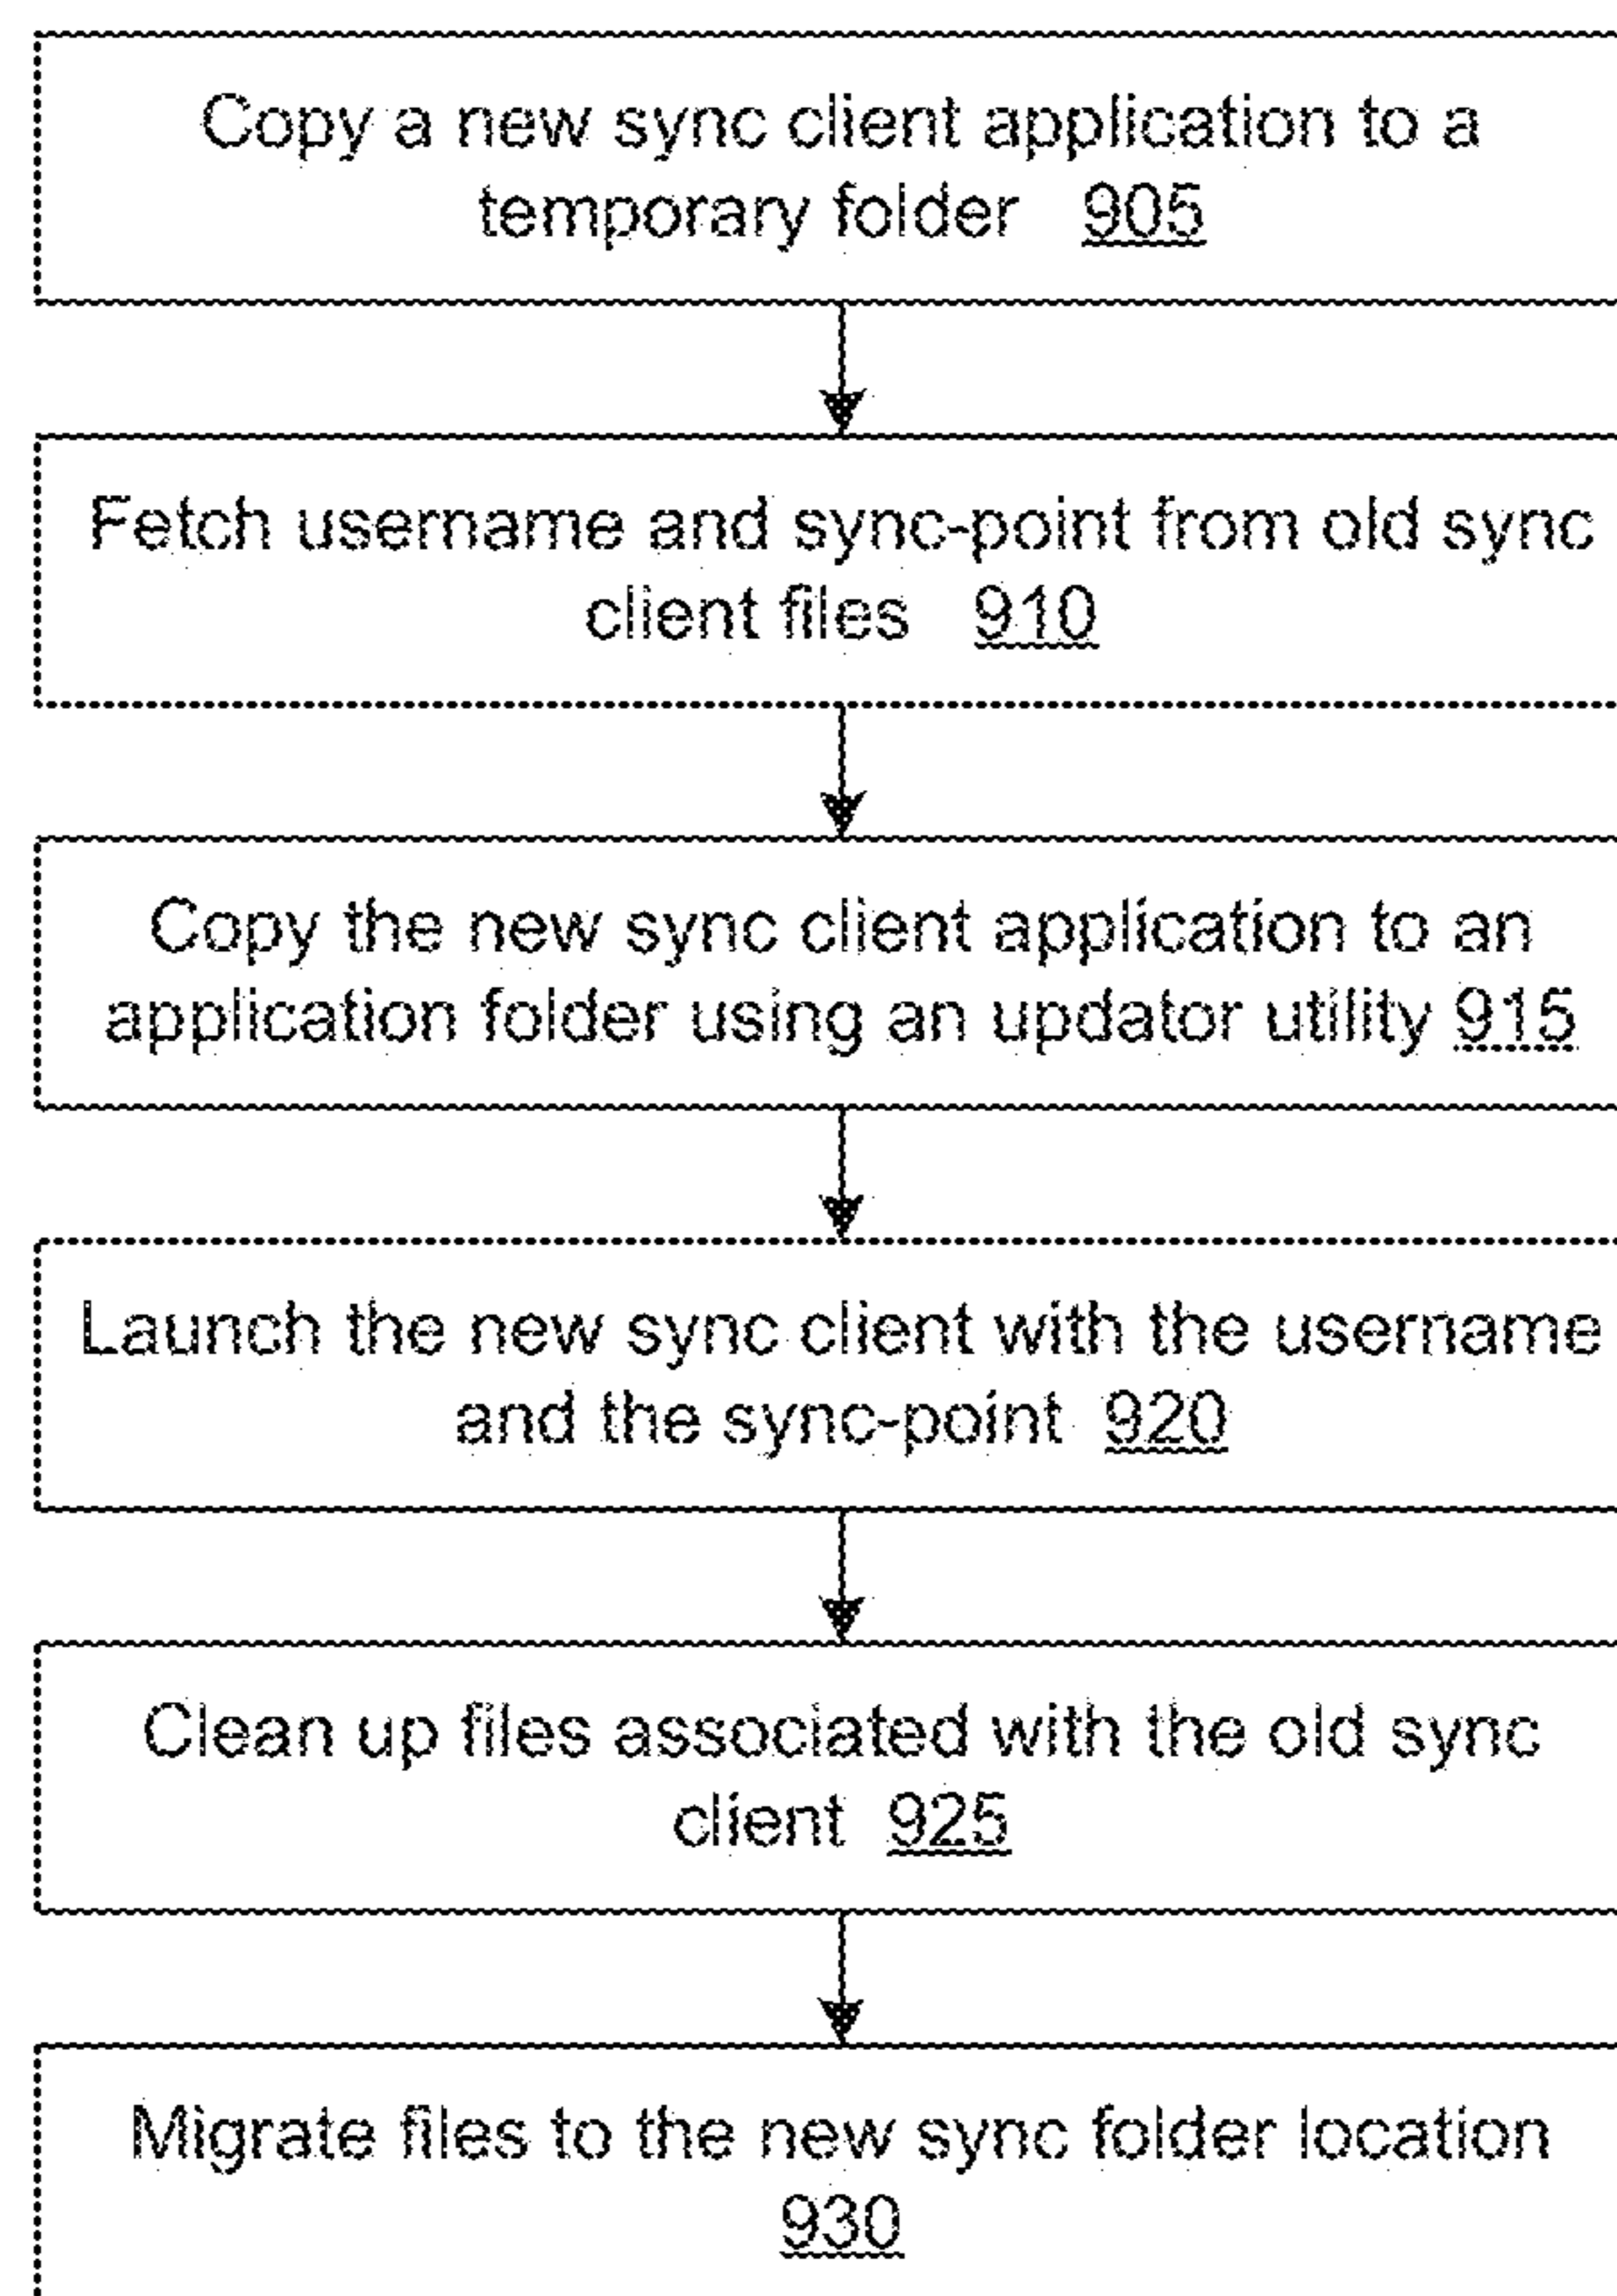 Copy a new sync client application to a
temporary folder 905
Fetch username and sync-point from old sync
client files 910
Copy the new sync client application to an
application folder using an updator utility 915
Launch the new sync client with the username
and the sync-point 920
Clean up files associated with the old sync
client 925
Migrate files to the new sync folder location
930